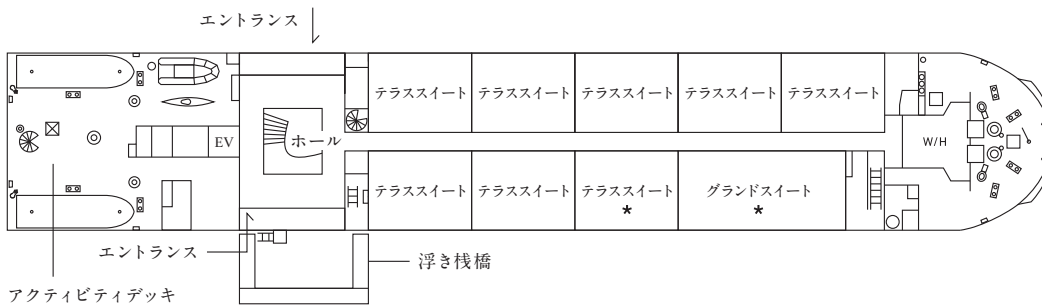 エントランス
テラススイート
テラススイート
テラススイート
テラススイート
テラススイート
EV
ホール
W/H
テラススイート
テラススイート
テラススイート
*
グランドスイート
*
エントランス
浮き桟橋
アクティビティデッキ